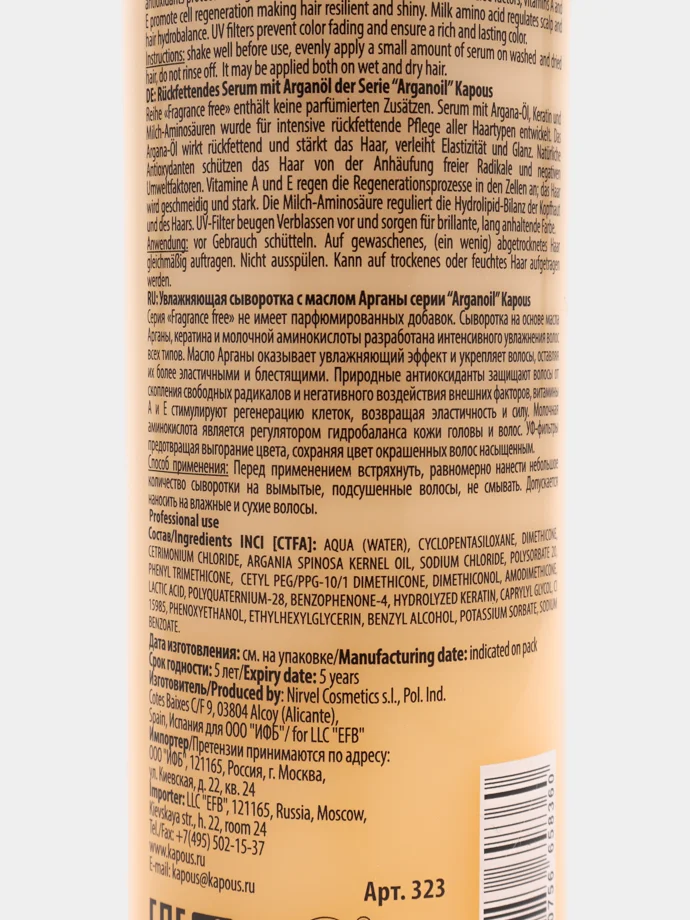 E promote cell regeneration making hair resilient and shiny. Milk amino acid regulates scalp and
hair hydrobalance. UV filters prevent color fading and ensure a rich and lasting color.
Instructions: shake well before use, evenly apply a small amount of serum on washed and dried
hair, do not rinse off. It may be applied both on wet and dry hair.
DE: Rückfettendes Serum mit Arganöl der Serie "Arganoil" Kapous
Reihe «Fragrance free» enthält keine parfümierten Zusätzen. Serum mit Argana-Öl, Keratin und
Milch-Aminosäuren wurde für intensive rückfettende Pflege aller Haartypen entwickelt. Das
Argana-Öl wirkt rückfettend und stärkt das Haar, verleiht Elastizität und Glanz. Natürliche
Antioxydanten schützen das Haar von der Anhäufung freier Radikale und negativen
Umweltfaktoren. Vitamine A und E regen die Regenerationsprozesse in den Zellen an; das Haar
wird geschmeidig und stark. Die Milch-Aminosäure reguliert die Hydrolipid-Bilanz der Kopfhaut
und des Haars. UV-Filter beugen Verblassen vor und sorgen für brillante, lang anhaltende Farbe.
Anwendung: vor Gebrauch schütteln. Auf gewaschenes, (ein wenig) abgetrocknetes Haar
gleichmäßig auftragen. Nicht ausspülen. Kann auf trockenes oder feuchtes Haar aufgetragen
werden.
RU: Увлажняющая сыворотка с маслом Арганы серии "Arganoil" Kapous
Серия «Fragrance free» не имеет парфюмированных добавок. Сыворотка на основе масла
Арганы, кератина и молочной аминокислоты разработана интенсивного увлажнения волос
всех типов. Масло Арганы оказывает увлажняющий эффект и укрепляет волосы, оставляя
их более эластичными и блестящими. Природные антиоксиданты защищают волосы от
скопления свободных радикалов и негативного воздействия внешних факторов, витамины
А и Е стимулируют регенерацию клеток, возвращая эластичность и силу. Молочная
аминокислота является регулятором гидробаланса кожи головы и волос. УФ-фильтры
предотвращая выгорание цвета, сохраняя цвет окрашенных волос насыщенным.
Способ применения: Перед применением встряхнуть, равномерно нанести небольшое
количество сыворотки на вымытые, подсушенные волосы, не смывать. Допускается
наносить на влажные и сухие волосы.
Professional use
Состав/Ingredients INCI [CTFA]: AQUA (WATER), CYCLOPENTASILOXANE, DIMETHICONE,
CETRIMONIUM CHLORIDE, ARGANIA SPINOSA KERNEL OIL, SODIUM CHLORIDE, POLYSORBATE 20,
PHENYL TRIMETHICONE, CETYL PEG/PPG-10/1 DIMETHICONE, DIMETHICONOL, AMODIMETHICONE,
LACTIC ACID, POLYQUATERNIUM-28, BENZOPHENONE-4, HYDROLYZED KERATIN, CAPRYLYL GLYCOL,
15985, PHENOXYETHANOL, ETHYLHEXYLGLYCERIN, BENZYL ALCOHOL, POTASSIUM SORBATE, SODIUM
BENZOATE.
Дата изготовления: см. на упаковке/Manufacturing date: indicated on pack
Срок годности: 5 лет/Expiry date: 5 years
Изготовитель/Produced by: Nirvel Cosmetics s.l., Pol. Ind.
Cotes Baixes C/F 9, 03804 Alcoy (Alicante),
Spain, Испания для ООО "ИФБ"/ for LLC "EFB"
Импортер/Претензии принимаются по адресу:
ООО "ИФБ", 121165, Россия, г. Москва,
ул. Киевская, д. 22, кв. 24
Importer: LLC "EFB", 121165, Russia, Moscow,
Kievskaya str., h. 22, room 24
Tel./Fax: +7(495) 502-15-37
www.kapous.ru
E-mail: kapous@kapous.ru
Арт. 323